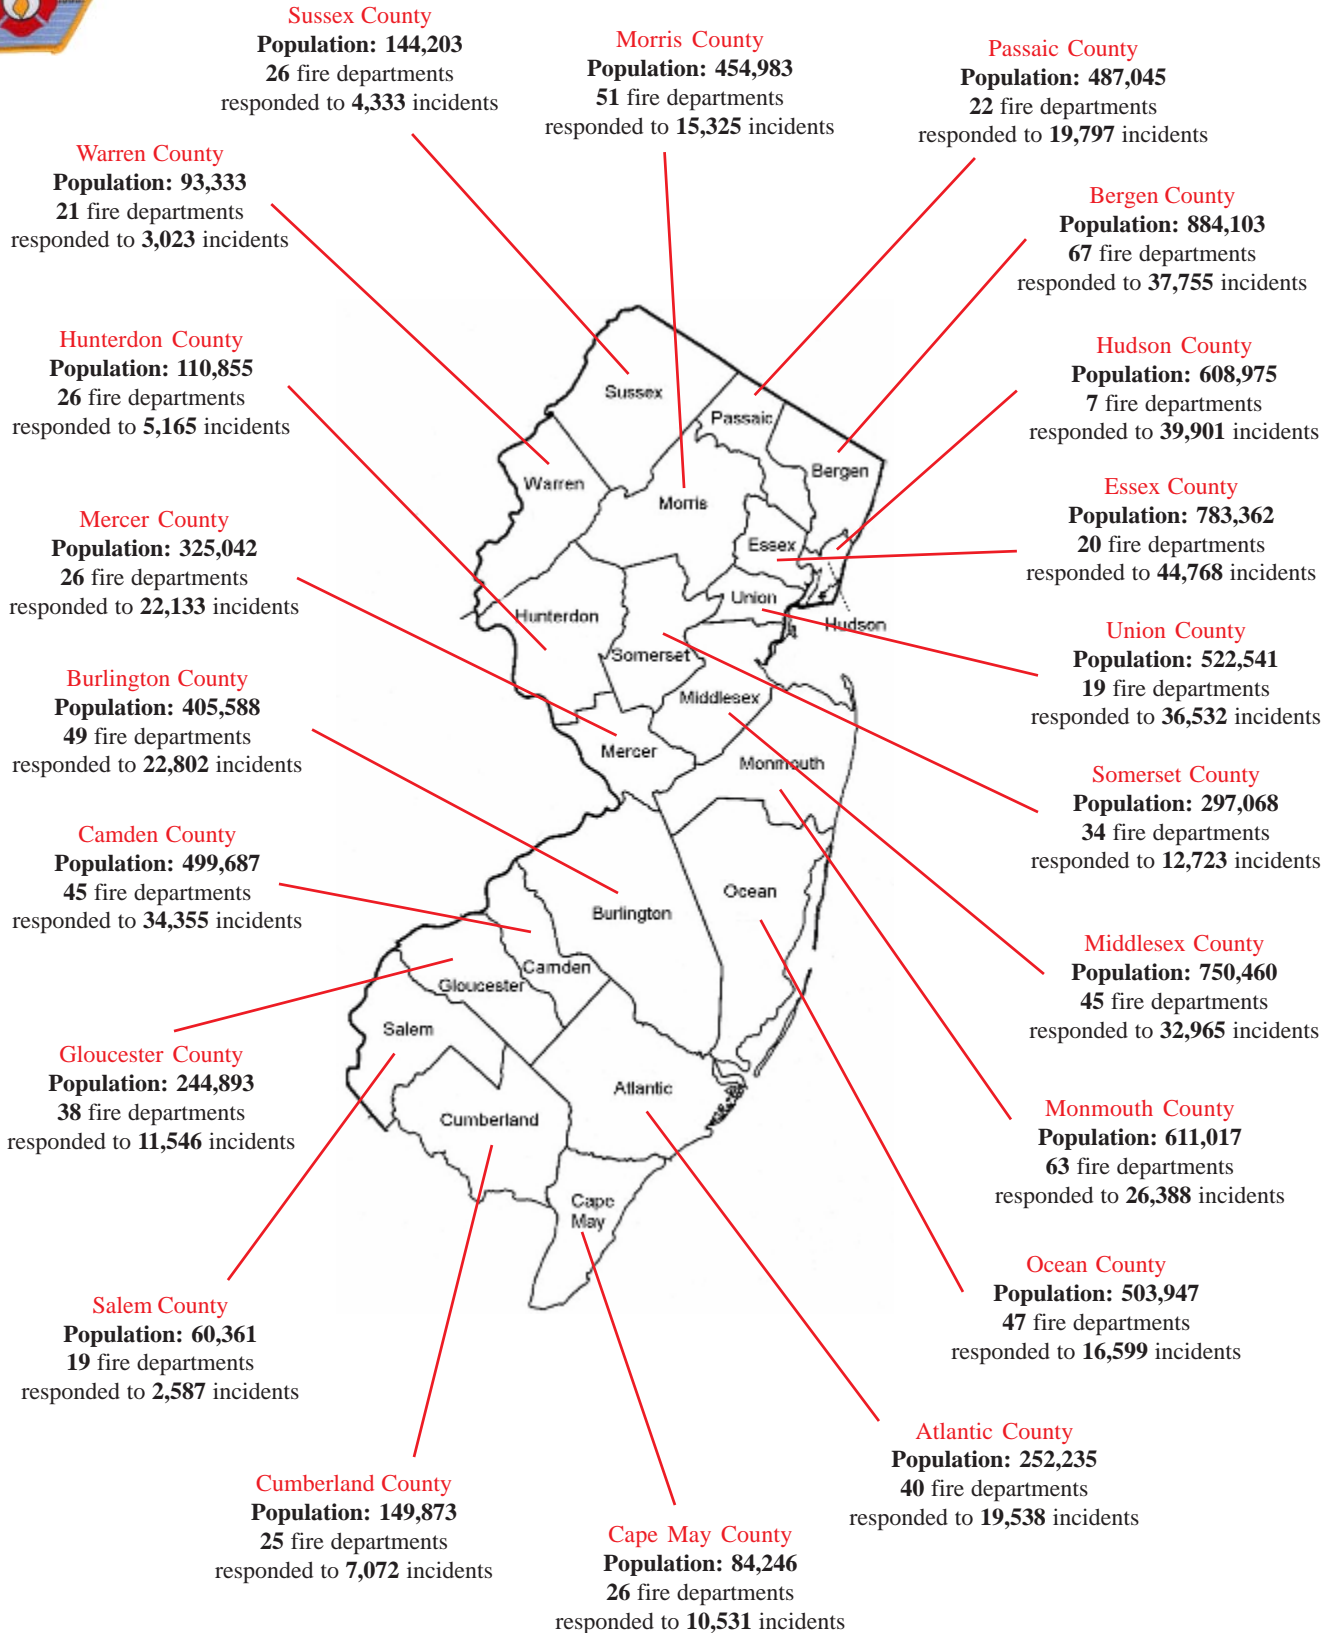 Sussex County
Population: 144,203
26 fire departments
responded to 4,333 incidents
Morris County
Population: 454,983
51 fire departments
responded to 15,325 incidents
Passaic County
Population: 487,045
22 fire departments
responded to 19,797 incidents
Warren County
Population: 93,333
21 fire departments
responded to 3,023 incidents
Bergen County
Population: 884,103
67 fire departments
responded to 37,755 incidents
Hunterdon County
Population: 110,855
26 fire departments
responded to 5,165 incidents
Hudson County
Population: 608,975
7 fire departments
responded to 39,901 incidents
Mercer County
Population: 325,042
26 fire departments
responded to 22,133 incidents
Essex County
Population: 783,362
20 fire departments
responded to 44,768 incidents
Union County
Population: 522,541
19 fire departments
responded to 36,532 incidents
Burlington County
Population: 405,588
49 fire departments
responded to 22,802 incidents
Somerset County
Population: 297,068
34 fire departments
responded to 12,723 incidents
Camden County
Population: 499,687
45 fire departments
responded to 34,355 incidents
Middlesex County
Population: 750,460
45 fire departments
responded to 32,965 incidents
Gloucester County
Population: 244,893
38 fire departments
responded to 11,546 incidents
Monmouth County
Population: 611,017
63 fire departments
responded to 26,388 incidents
Ocean County
Population: 503,947
47 fire departments
responded to 16,599 incidents
Salem County
Population: 60,361
19 fire departments
responded to 2,587 incidents
Atlantic County
Population: 252,235
40 fire departments
responded to 19,538 incidents
Cumberland County
Population: 149,873
25 fire departments
responded to 7,072 incidents
Cape May County
Population: 84,246
26 fire departments
responded to 10,531 incidents
Sussex
Passaic
Bergen
Warren
Morris
Essex
Union
Hudson
Hunterdon
Somerset
Middlesex
Mercer
Monmouth
Ocean
Burlington
Camden
Gloucester
Salem
Atlantic
Cumberland
Cape
May